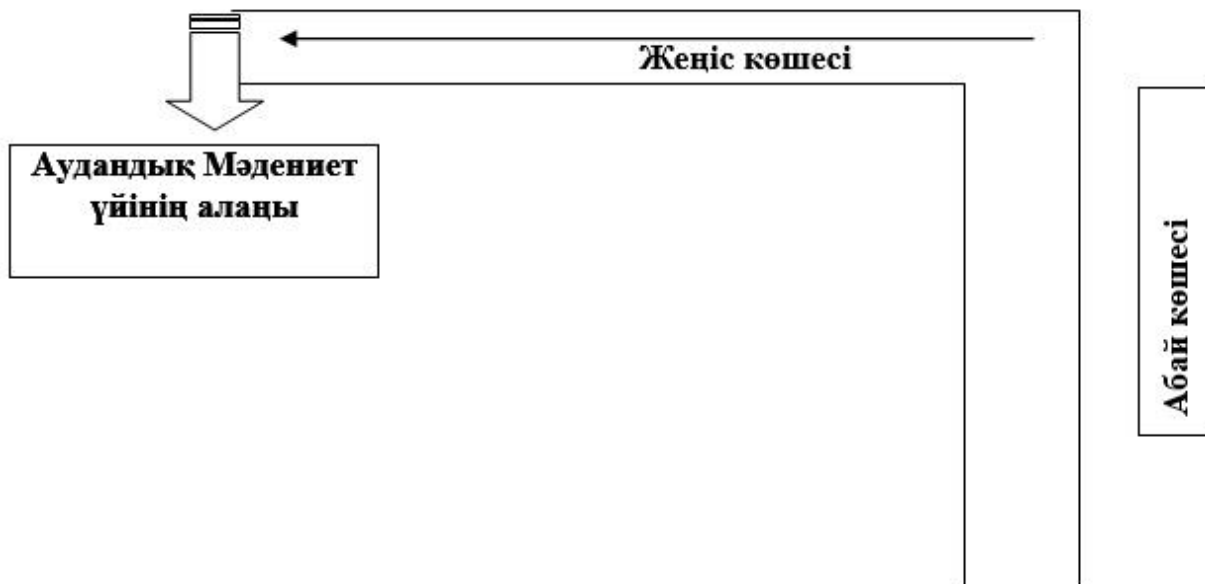 Жеңіс көшесі
Аудандық Мәдениет
үйінің алаңы
Абай көшесі